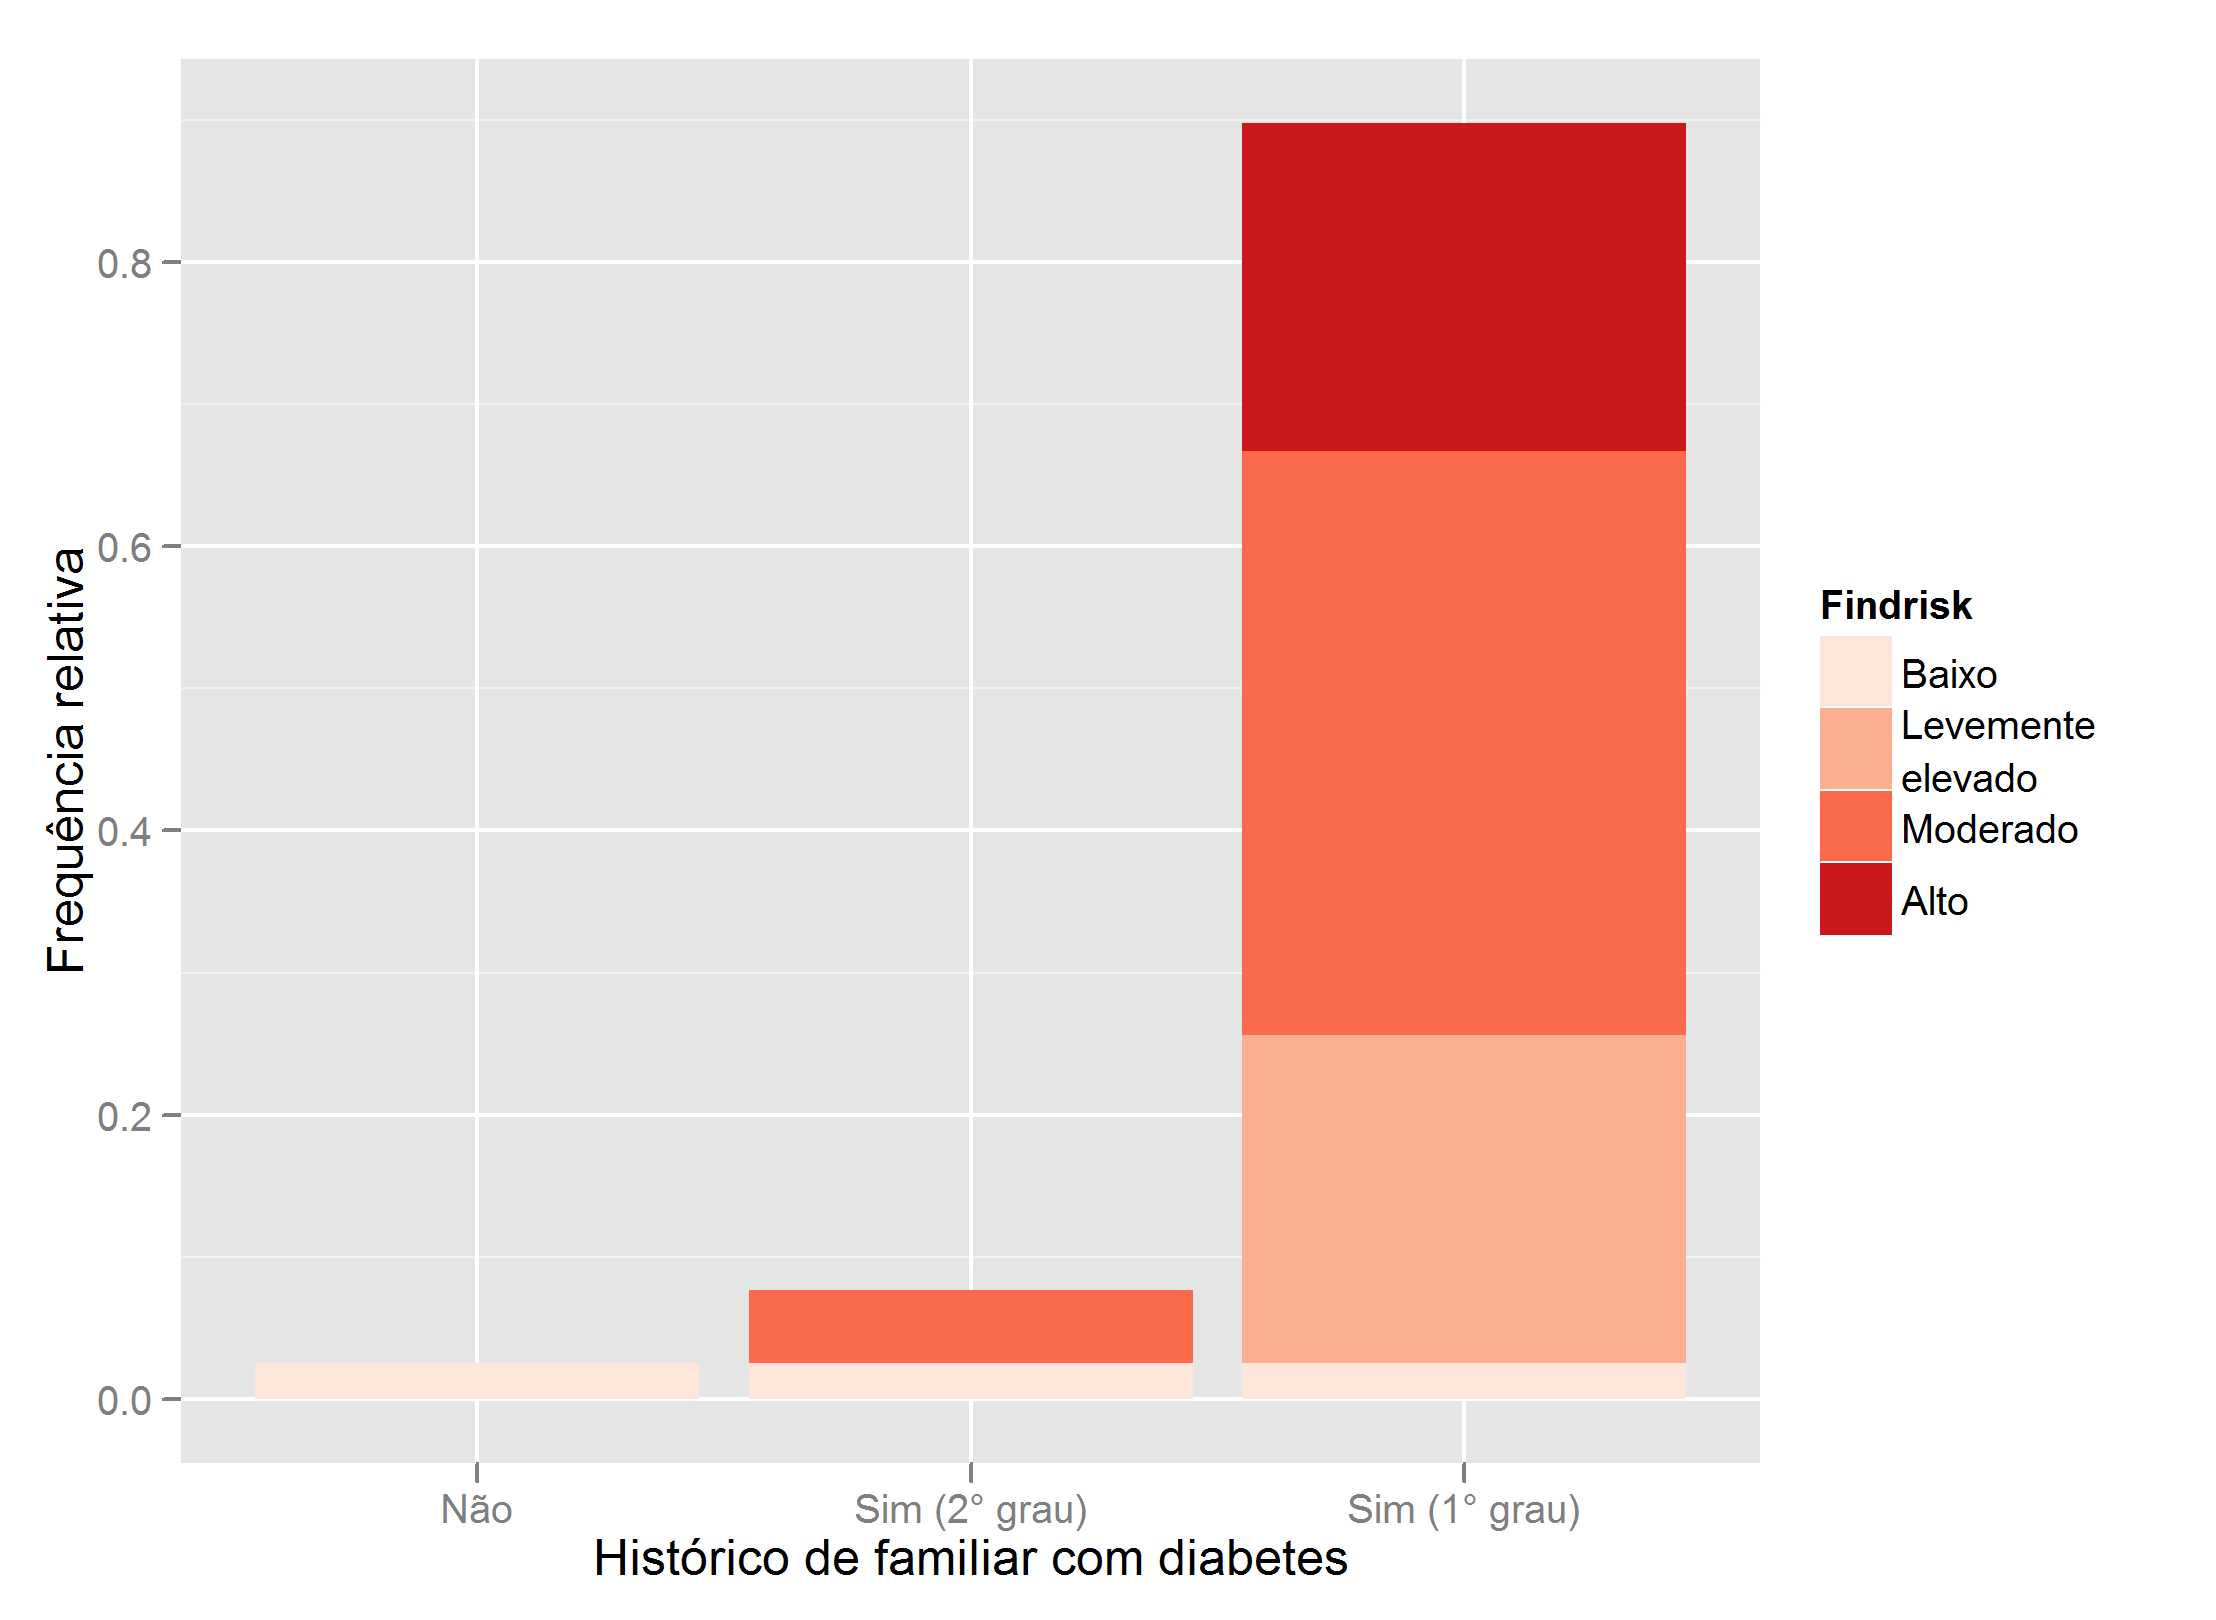 Frequência relativa
0.8
0.6
0.4
0.2
0.0
Não
Sim (2° grau)
Sim (1° grau)
Histórico de familiar com diabetes
Findrisk
Baixo
Levemente
elevado
Moderado
Alto